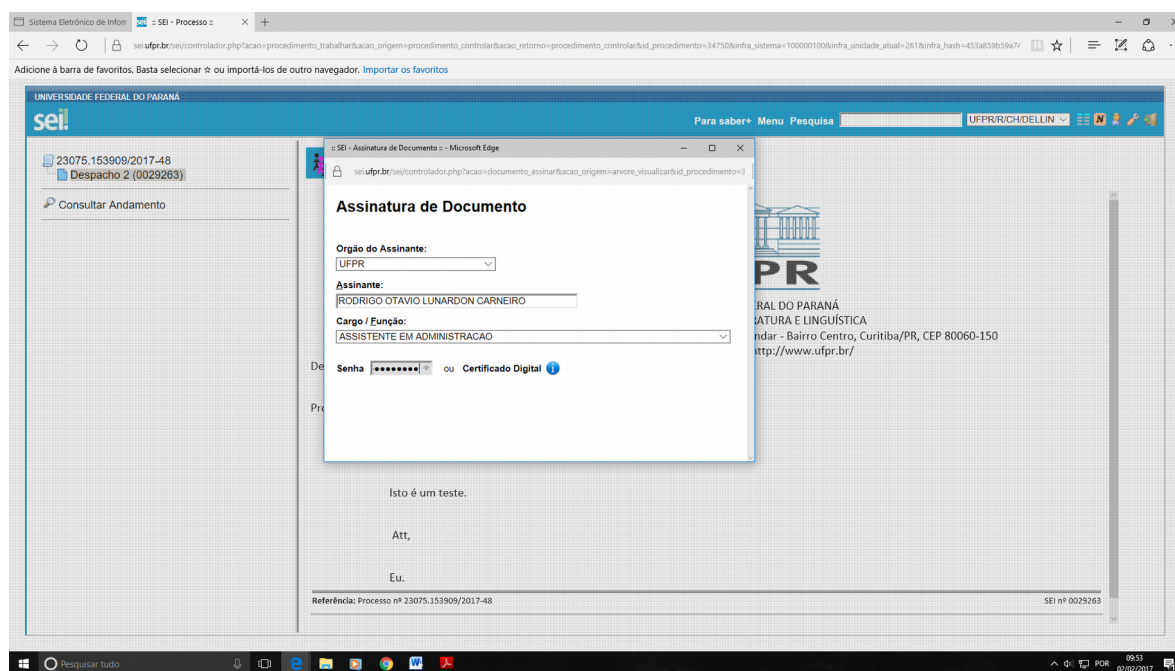 Sistema Eletrônico de Inforr
sei :: SEI - Processo ::
sei.ufpr.br/sei/controlador.php?acao=procedimento_trabalhar&acao_origem=procedimento_controlar&acao_retorno=procedimento_controlar&id_procedimento=34750&infra_sistema=100000100&infra_unidade_atual=261&infra_hash=453a859b59a74
Adicione à barra de favoritos. Basta selecionar ☆ ou importá-los de outro navegador. Importar os favoritos
UNIVERSIDADE FEDERAL DO PARANÁ
sei!
Para saber+ Menu Pesquisa
UFPR/R/CH/DELLIN
N
23075.153909/2017-48
Despacho 2 (0029263)
Consultar Andamento
:: SEI - Assinatura de Documento :: - Microsoft Edge
sei.ufpr.br/sei/controlador.php?acao=documento_assinar&acao_origem=arvore_visualizar&id_procedimento=3
Assinatura de Documento
Orgão do Assinante:
UFPR
Assinante:
RODRIGO OTAVIO LUNARDON CARNEIRO
Cargo / Função:
ASSISTENTE EM ADMINISTRACAO
Senha ●●●●●●●● ou Certificado Digital
PR
RAL DO PARANÁ
ATURA E LINGUÍSTICA
ndar - Bairro Centro, Curitiba/PR, CEP 80060-150
http://www.ufpr.br/
De
Pro
Isto é um teste.
Att,
Eu.
Referência: Processo nº 23075.153909/2017-48
SEI nº 0029263
Pesquisar tudo
POR
09:53
02/02/2017